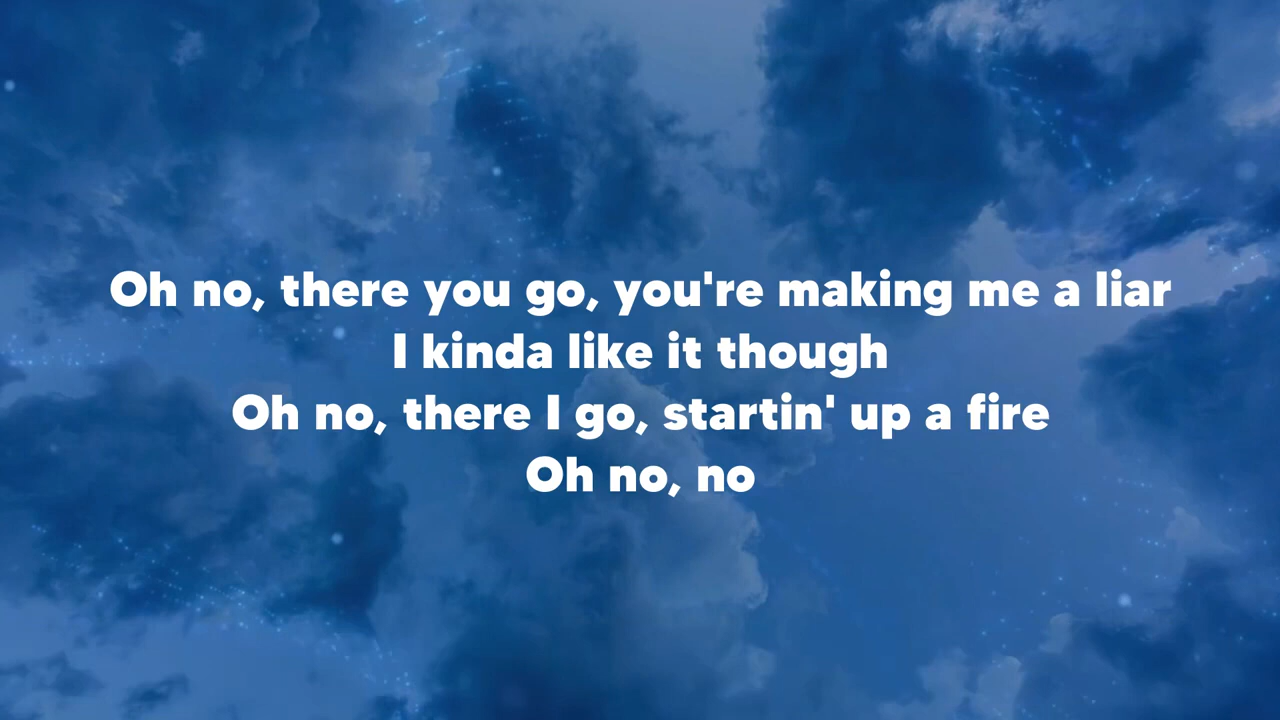 Oh no, there you go, you're making me a liar
I kinda like it though
Oh no, there I go, startin' up a fire
Oh no, no